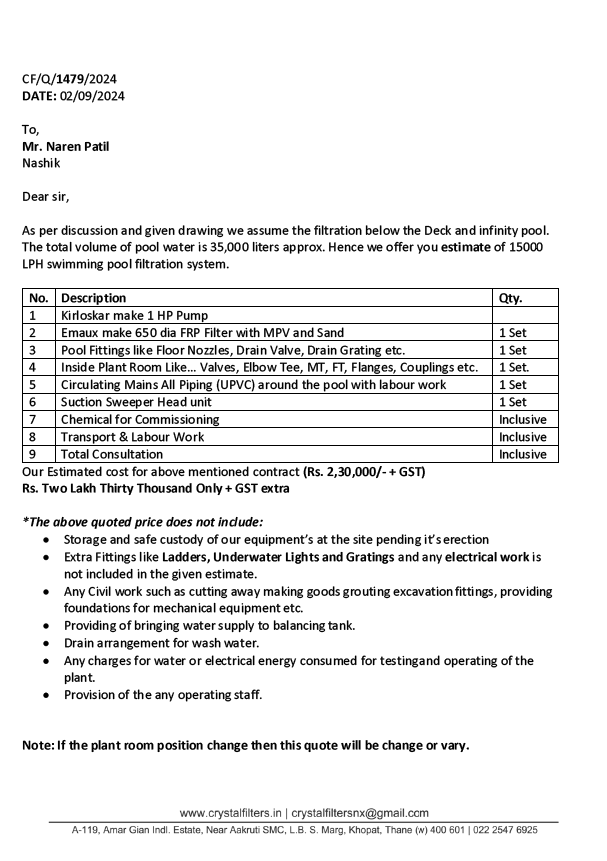 CF/Q/1479/2024
DATE: 02/09/2024
To,
Mr. Naren Patil
Nashik
Dear sir,
As per discussion and given drawing we assume the filtration below the Deck and infinity pool.
The total volume of pool water is 35,000 liters approx. Hence we offer you estimate of 15000
LPH swimming pool filtration system.
No. Description Qty.
1 Kirloskar make 1 HP Pump
2 Emaux make 650 dia FRP Filter with MPV and Sand 1 Set
3 Pool Fittings like Floor Nozzles, Drain Valve, Drain Grating etc. 1 Set
4 Inside Plant Room Like... Valves, Elbow Tee, MT, FT, Flanges, Couplings etc. 1 Set.
5 Circulating Mains All Piping (UPVC) around the pool with labour work 1 Set
6 Suction Sweeper Head unit 1 Set
7 Chemical for Commissioning Inclusive
8 Transport & Labour Work Inclusive
9 Total Consultation Inclusive
Our Estimated cost for above mentioned contract (Rs. 2,30,000/- + GST)
Rs. Two Lakh Thirty Thousand Only + GST extra
*The above quoted price does not include:
• Storage and safe custody of our equipment's at the site pending it's erection
• Extra Fittings like Ladders, Underwater Lights and Gratings and any electrical work is
not included in the given estimate.
• Any Civil work such as cutting away making goods grouting excavation fittings, providing
foundations for mechanical equipment etc.
• Providing of bringing water supply to balancing tank.
• Drain arrangement for wash water.
• Any charges for water or electrical energy consumed for testingand operating of the
plant.
• Provision of the any operating staff.
Note: If the plant room position change then this quote will be change or vary.
www.crystalfilters.in | crystalfiltersnx@gmail.com
A-119, Amar Gian Indl. Estate, Near Aakruti SMC, L.B. S. Marg, Khopat, Thane (w) 400 601 | 022 2547 6925